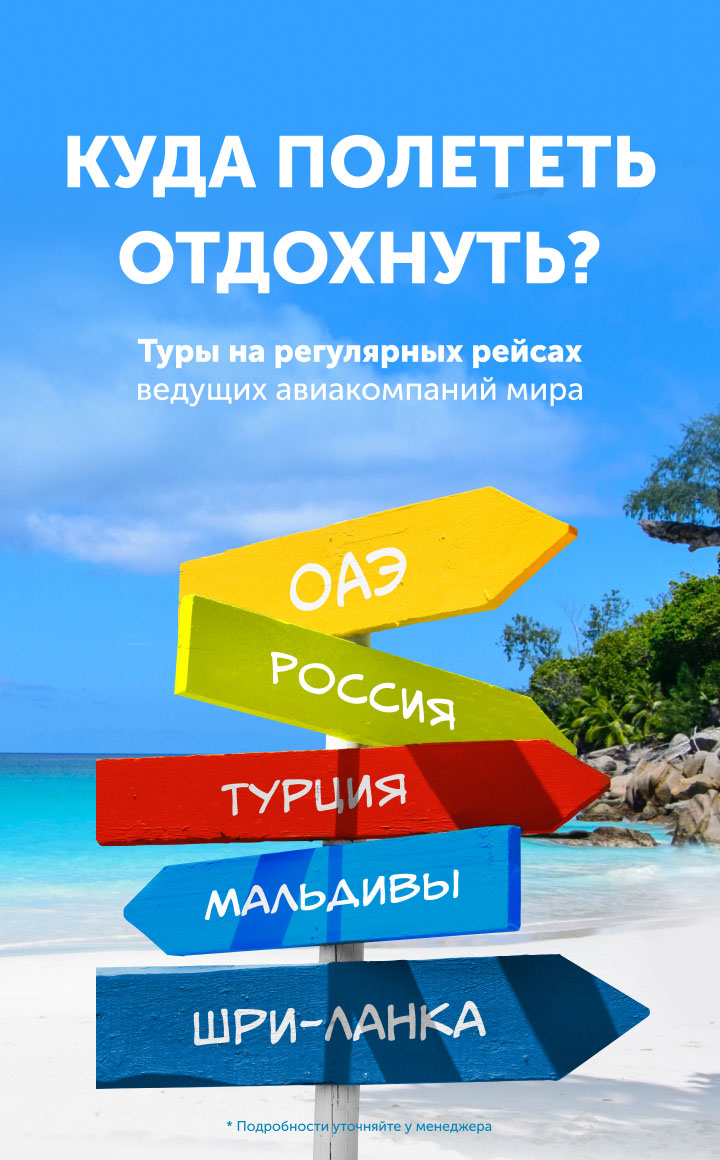 КУДА ПОЛЕТЕТЬ
ОТДОХНУТЬ?
Туры на регулярных рейсах
ведущих авиакомпаний мира
ОАЭ
РОССИЯ
ТУРЦИЯ
МАЛЬДИВЫ
ШРИ-ЛАНКА
* Подробности уточняйте у менеджера